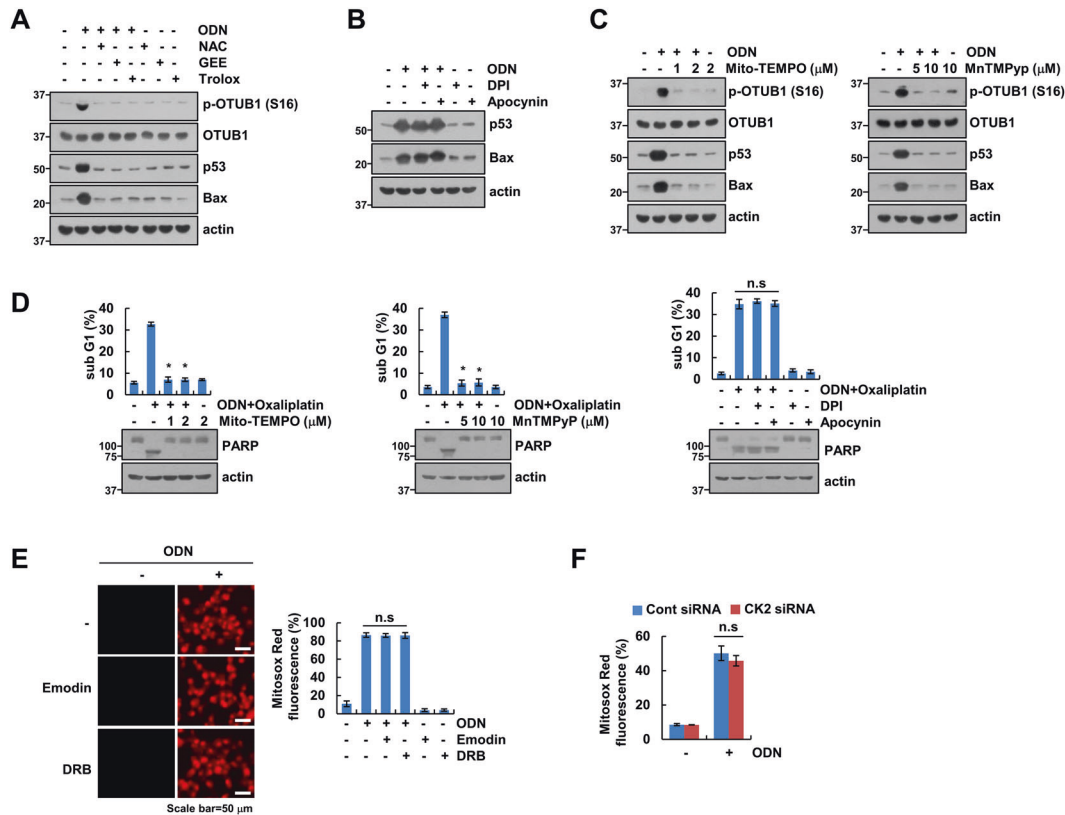 A
- + + + + - - - ODN
- - + - - + - - NAC
- - - + - - + - GEE
- - - - + - - + Trolox
37 p-OTUB1 (S16)
37 OTUB1
50 p53
20 Bax
37 actin
B
- + + + - - ODN
- - + - + - DPI
- - - + - + Apocynin
50 p53
20 Bax
37 actin
C
- + + + - ODN
- - 1 2 2 Mito-TEMPO (μM)
37 p-OTUB1 (S16)
37 OTUB1
50 p53
20 Bax
37 actin
- + + + - ODN
- - 5 10 10 MnTMPyp (μM)
37 p-OTUB1 (S16)
37 OTUB1
50 p53
20 Bax
37 actin
D
sub G1 (%)
40
30
20
10
0
* *
- + + + - ODN+Oxaliplatin
- - 1 2 2 Mito-TEMPO (μM)
100
75
PARP
37 actin
sub G1 (%)
40
30
20
10
0
* *
- + + + - ODN+Oxaliplatin
- - 5 10 10 MnTMPyP (μM)
100
75
PARP
37 actin
n.s
sub G1 (%)
40
30
20
10
0
- + + + - - ODN+Oxaliplatin
- - + - + - DPI
- - - + - + Apocynin
100
75
PARP
37 actin
E
ODN
- +
-
Emodin
DRB
Scale bar=50 μm
Mitosox Red
fluorescence (%)
100
80
60
40
20
0
n.s
- + + + - - ODN
- - + - + - Emodin
- - - + - + DRB
F
Cont siRNA CK2 siRNA
n.s
Mitosox Red
fluorescence (%)
60
40
20
0
- + ODN